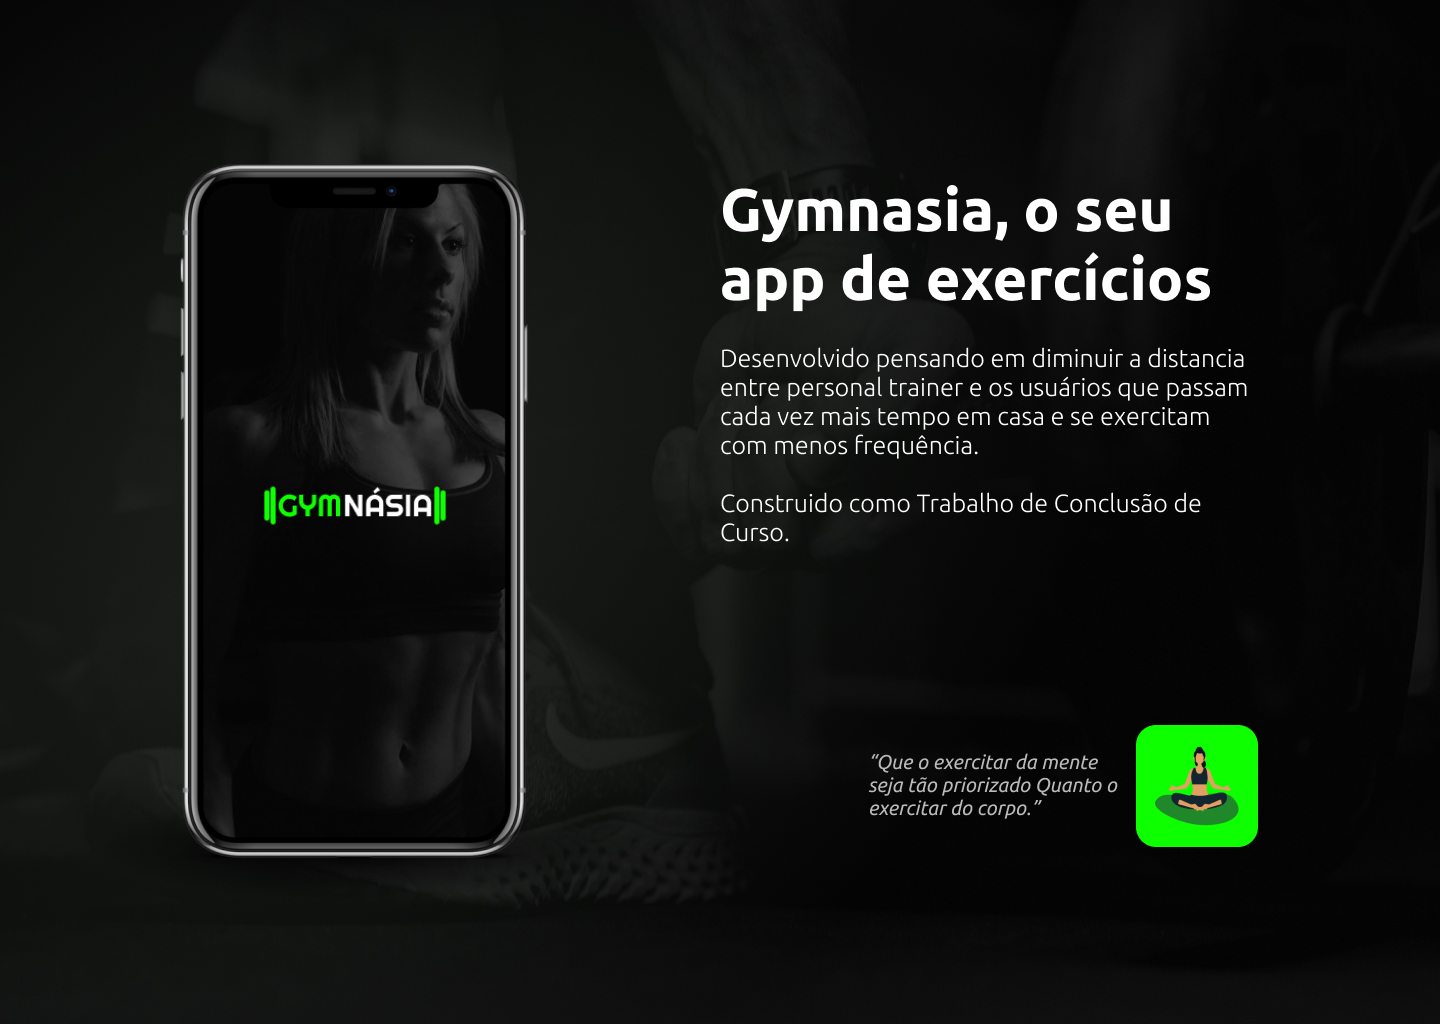 GYMNÁSIA
Gymnasia, o seu
app de exercícios
Desenvolvido pensando em diminuir a distancia
entre personal trainer e os usuários que passam
cada vez mais tempo em casa e se exercitam
com menos frequência.
Construido como Trabalho de Conclusão de
Curso.
“Que o exercitar da mente
seja tão priorizado Quanto o
exercitar do corpo.”